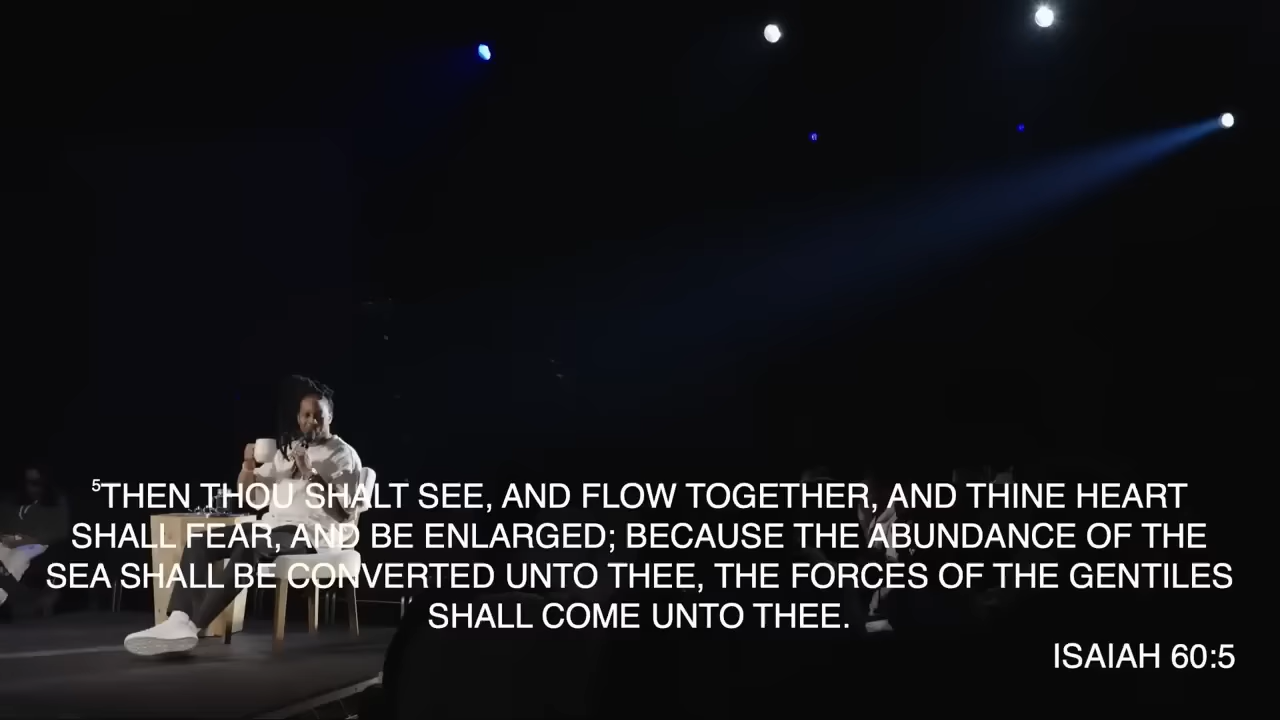 ⁵THEN THOU SHALT SEE, AND FLOW TOGETHER, AND THINE HEART
SHALL FEAR, AND BE ENLARGED; BECAUSE THE ABUNDANCE OF THE
SEA SHALL BE CONVERTED UNTO THEE, THE FORCES OF THE GENTILES
SHALL COME UNTO THEE.
ISAIAH 60:5